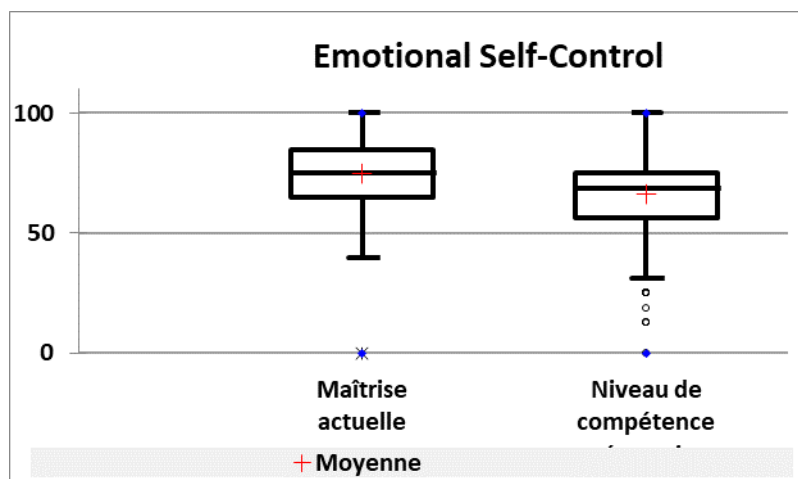 Emotional Self-Control
100
50
0
Maîtrise
actuelle
Niveau de
compétence
Moyenne